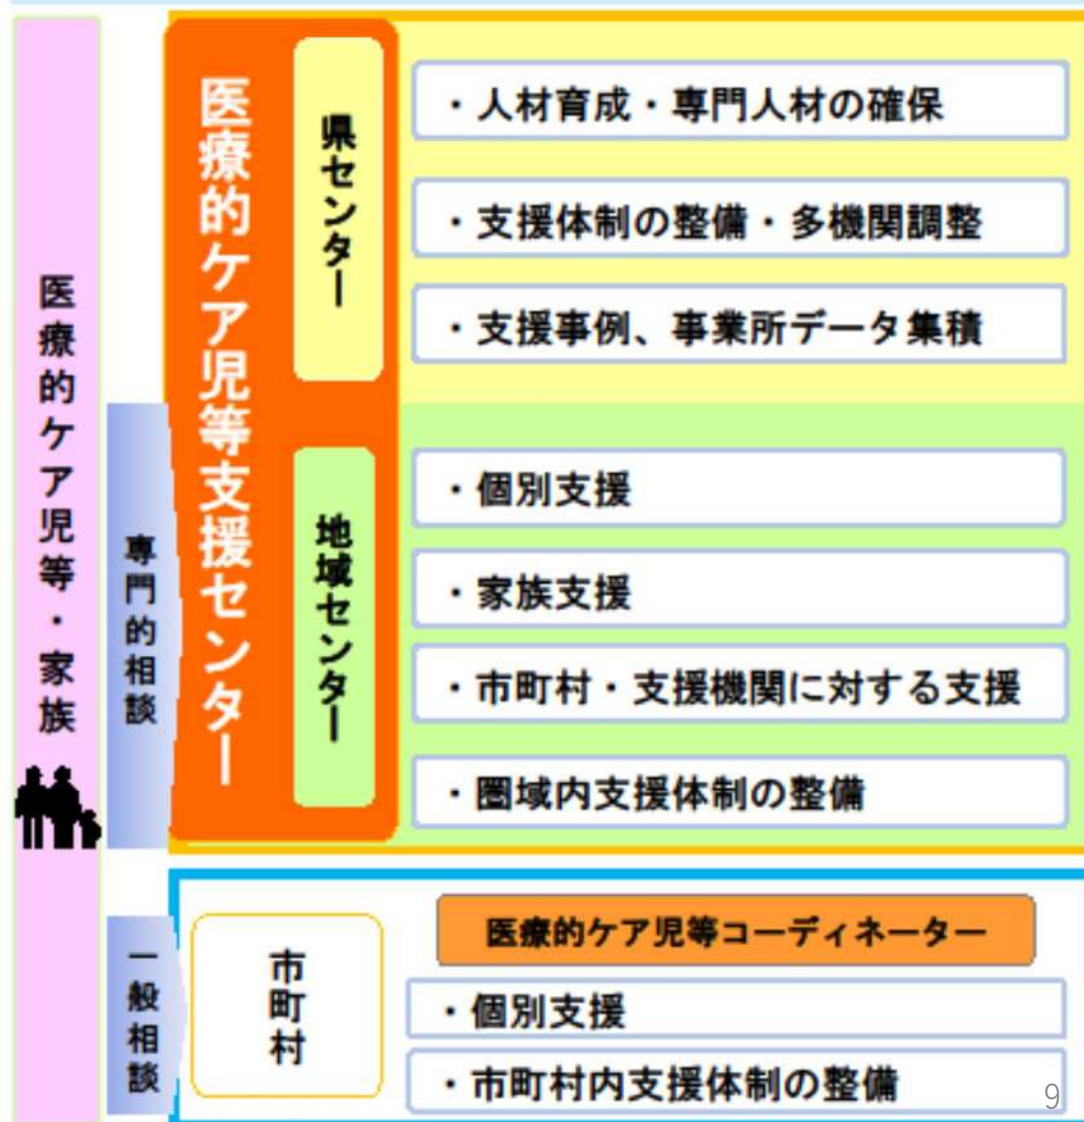 医療的ケア児等・家族
専門的相談
医療的ケア児等支援センター
県センター
・人材育成・専門人材の確保
・支援体制の整備・多機関調整
・支援事例、事業所データ集積
地域センター
・個別支援
・家族支援
・市町村・支援機関に対する支援
・圏域内支援体制の整備
一般相談
市町村
医療的ケア児等コーディネーター
・個別支援
・市町村内支援体制の整備
9